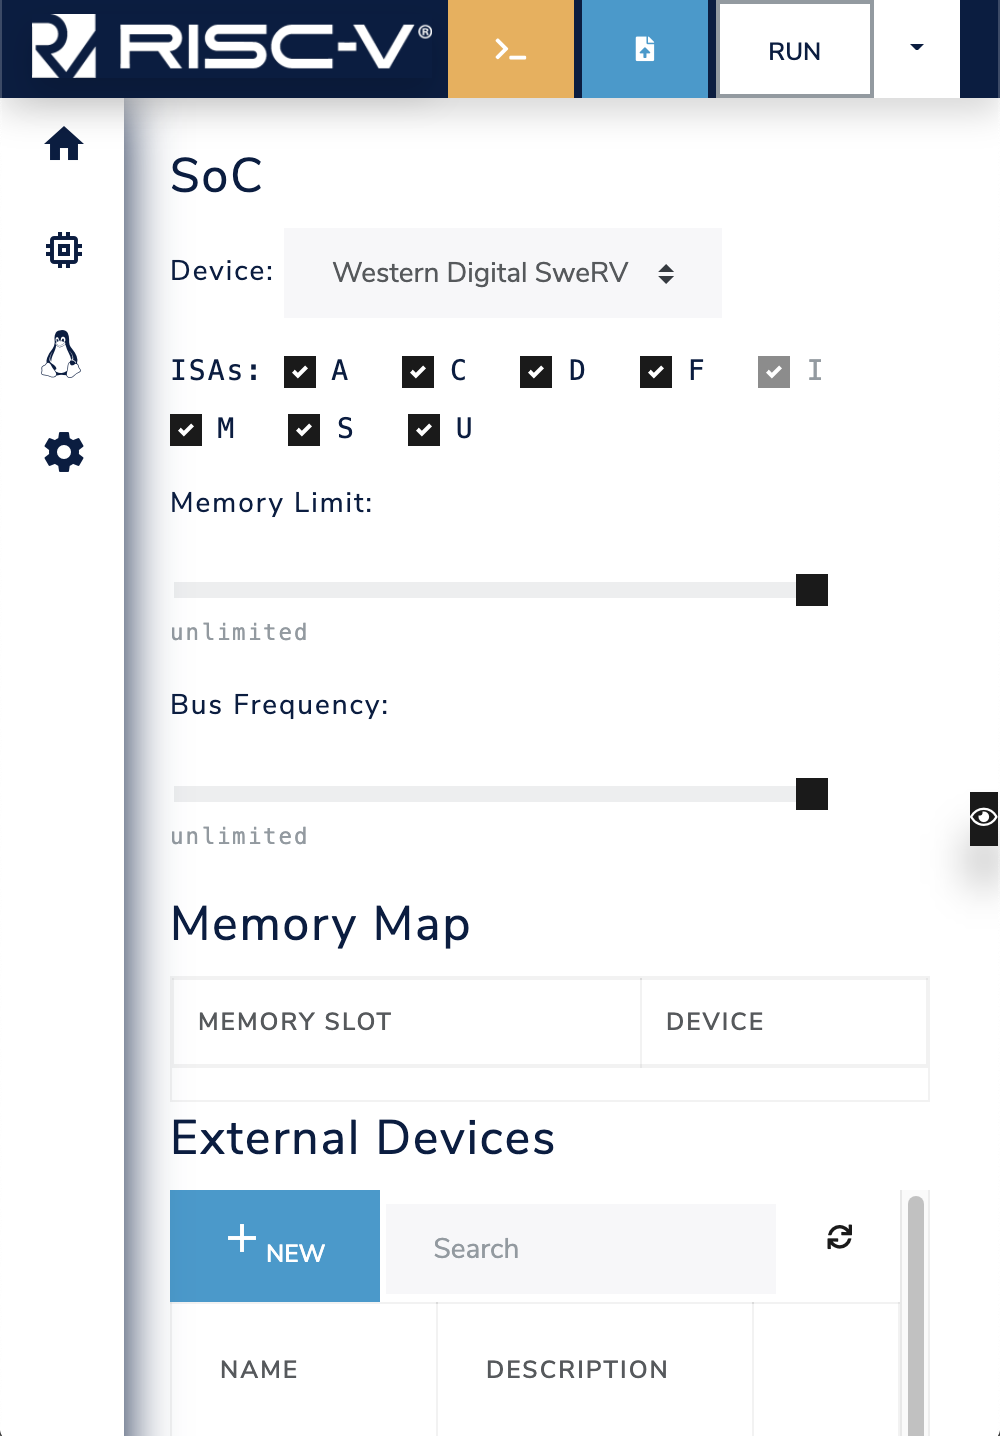 RISC-V®
RUN
SoC
Device: Western Digital SweRV
ISAs: A C D F I
M S U
Memory Limit:
unlimited
Bus Frequency:
unlimited
Memory Map
MEMORY SLOT DEVICE
External Devices
NEW Search
NAME DESCRIPTION